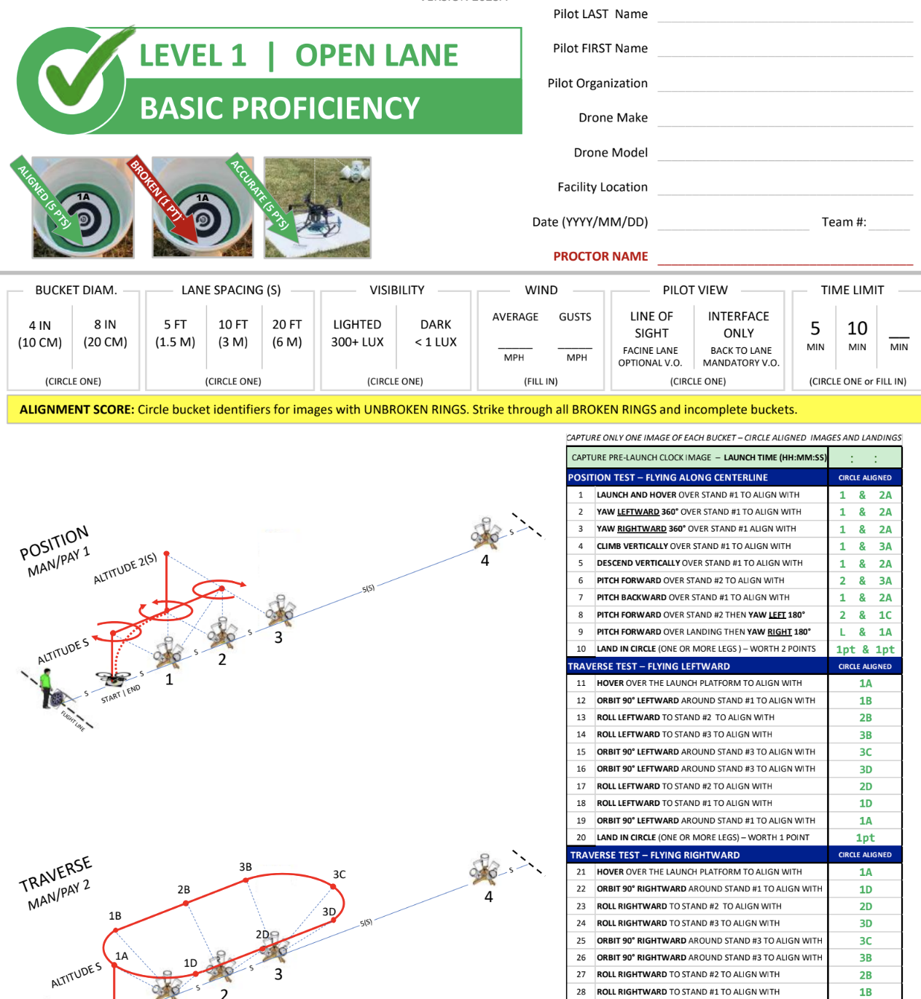 Pilot LAST Name
Pilot FIRST Name
Pilot Organization
Drone Make
Drone Model
Facility Location
Date (YYYY/MM/DD) Team #:
PROCTOR NAME
LEVEL 1 | OPEN LANE
BASIC PROFICIENCY
ALIGNED (5 PTS)
1A
BROKEN (1 PT)
1A
ACCURATE (5 PTS)
BUCKET DIAM.
4 IN
(10 CM)
8 IN
(20 CM)
(CIRCLE ONE)
LANE SPACING (S)
5 FT
(1.5 M)
10 FT
(3 M)
20 FT
(6 M)
(CIRCLE ONE)
VISIBILITY
LIGHTED
300+ LUX
DARK
< 1 LUX
(CIRCLE ONE)
WIND
AVERAGE
MPH
GUSTS
MPH
(FILL IN)
PILOT VIEW
LINE OF
SIGHT
FACINE LANE
OPTIONAL V.O.
INTERFACE
ONLY
BACK TO LANE
MANDATORY V.O.
(CIRCLE ONE)
TIME LIMIT
5
MIN
10
MIN
MIN
(CIRCLE ONE or FILL IN)
ALIGNMENT SCORE: Circle bucket identifiers for images with UNBROKEN RINGS. Strike through all BROKEN RINGS and incomplete buckets.
POSITION
MAN/PAY 1
ALTITUDE 2(S)
ALTITUDE S
S
4
5(S)
S
3
S
2
S
1
S
START | END
FLIGHT LINE
TRAVERSE
MAN/PAY 2
3B
3C
2B
3D
1B
2D
1A
1D
ALTITUDE S
S
4
5(S)
S
3
S
2
CAPTURE ONLY ONE IMAGE OF EACH BUCKET – CIRCLE ALIGNED IMAGES AND LANDINGS
CAPTURE PRE-LAUNCH CLOCK IMAGE – LAUNCH TIME (HH:MM:SS) : :
POSITION TEST – FLYING ALONG CENTERLINE CIRCLE ALIGNED
1 LAUNCH AND HOVER OVER STAND #1 TO ALIGN WITH 1 & 2A
2 YAW LEFTWARD 360° OVER STAND #1 TO ALIGN WITH 1 & 2A
3 YAW RIGHTWARD 360° OVER STAND #1 ALIGN WITH 1 & 2A
4 CLIMB VERTICALLY OVER STAND #1 TO ALIGN WITH 1 & 3A
5 DESCEND VERTICALLY OVER STAND #1 TO ALIGN WITH 1 & 2A
6 PITCH FORWARD OVER STAND #2 TO ALIGN WITH 2 & 3A
7 PITCH BACKWARD OVER STAND #1 TO ALIGN WITH 1 & 2A
8 PITCH FORWARD OVER STAND #2 THEN YAW LEFT 180° 2 & 1C
9 PITCH FORWARD OVER LANDING THEN YAW RIGHT 180° L & 1A
10 LAND IN CIRCLE (ONE OR MORE LEGS ) – WORTH 2 POINTS 1pt & 1pt
TRAVERSE TEST – FLYING LEFTWARD CIRCLE ALIGNED
11 HOVER OVER THE LAUNCH PLATFORM TO ALIGN WITH 1A
12 ORBIT 90° LEFTWARD AROUND STAND #1 TO ALIGN WITH 1B
13 ROLL LEFTWARD TO STAND #2 TO ALIGN WITH 2B
14 ROLL LEFTWARD TO STAND #3 TO ALIGN WITH 3B
15 ORBIT 90° LEFTWARD AROUND STAND #3 TO ALIGN WITH 3C
16 ORBIT 90° LEFTWARD AROUND STAND #3 TO ALIGN WITH 3D
17 ROLL LEFTWARD TO STAND #2 TO ALIGN WITH 2D
18 ROLL LEFTWARD TO STAND #1 TO ALIGN WITH 1D
19 ORBIT 90° LEFTWARD AROUND STAND #1 TO ALIGN WITH 1A
20 LAND IN CIRCLE (ONE OR MORE LEGS) – WORTH 1 POINT 1pt
TRAVERSE TEST – FLYING RIGHTWARD CIRCLE ALIGNED
21 HOVER OVER THE LAUNCH PLATFORM TO ALIGN WITH 1A
22 ORBIT 90° RIGHTWARD AROUND STAND #1 TO ALIGN WITH 1D
23 ROLL RIGHTWARD TO STAND #2 TO ALIGN WITH 2D
24 ROLL RIGHTWARD TO STAND #3 TO ALIGN WITH 3D
25 ORBIT 90° RIGHTWARD AROUND STAND #3 TO ALIGN WITH 3C
26 ORBIT 90° RIGHTWARD AROUND STAND #3 TO ALIGN WITH 3B
27 ROLL RIGHTWARD TO STAND #2 TO ALIGN WITH 2B
28 ROLL RIGHTWARD TO STAND #1 TO ALIGN WITH 1B